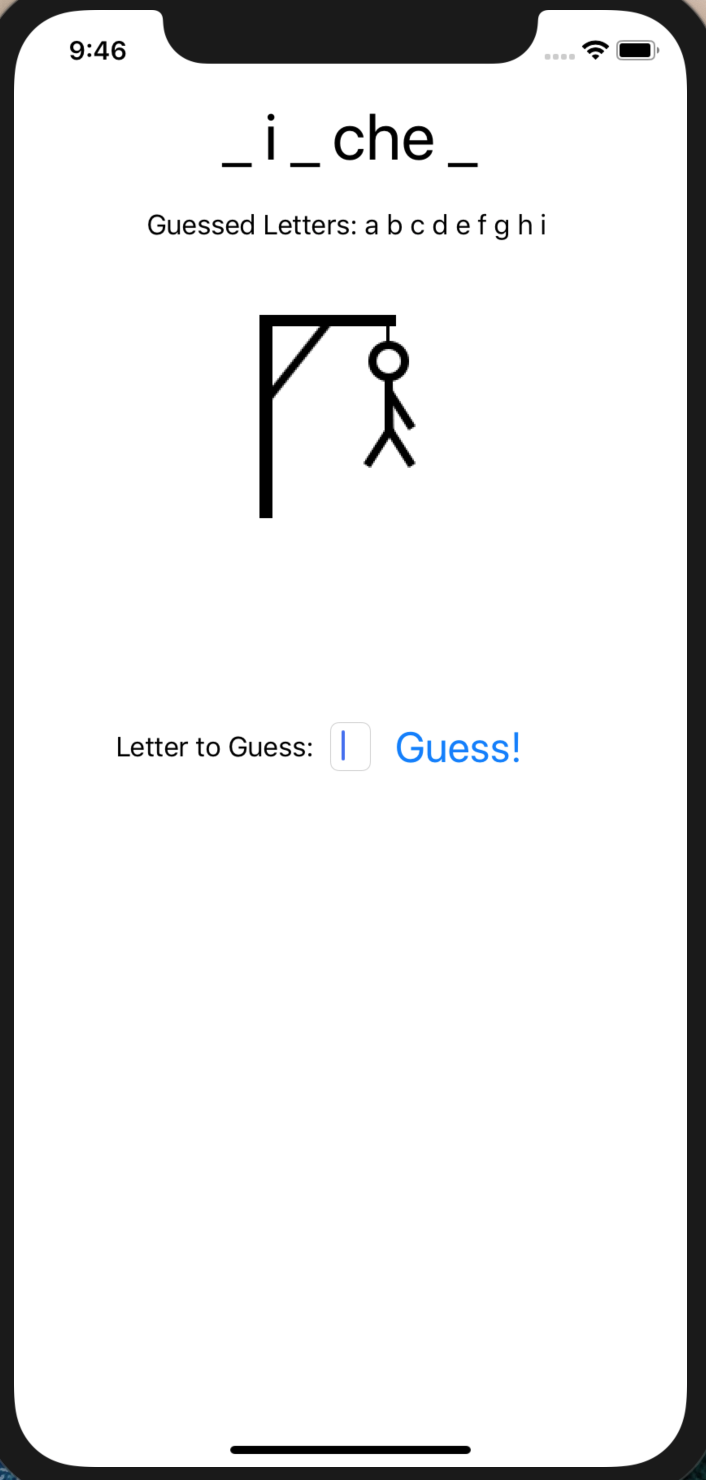 9:46
_ i _ che _
Guessed Letters: a b c d e f g h i
Letter to Guess: Guess!